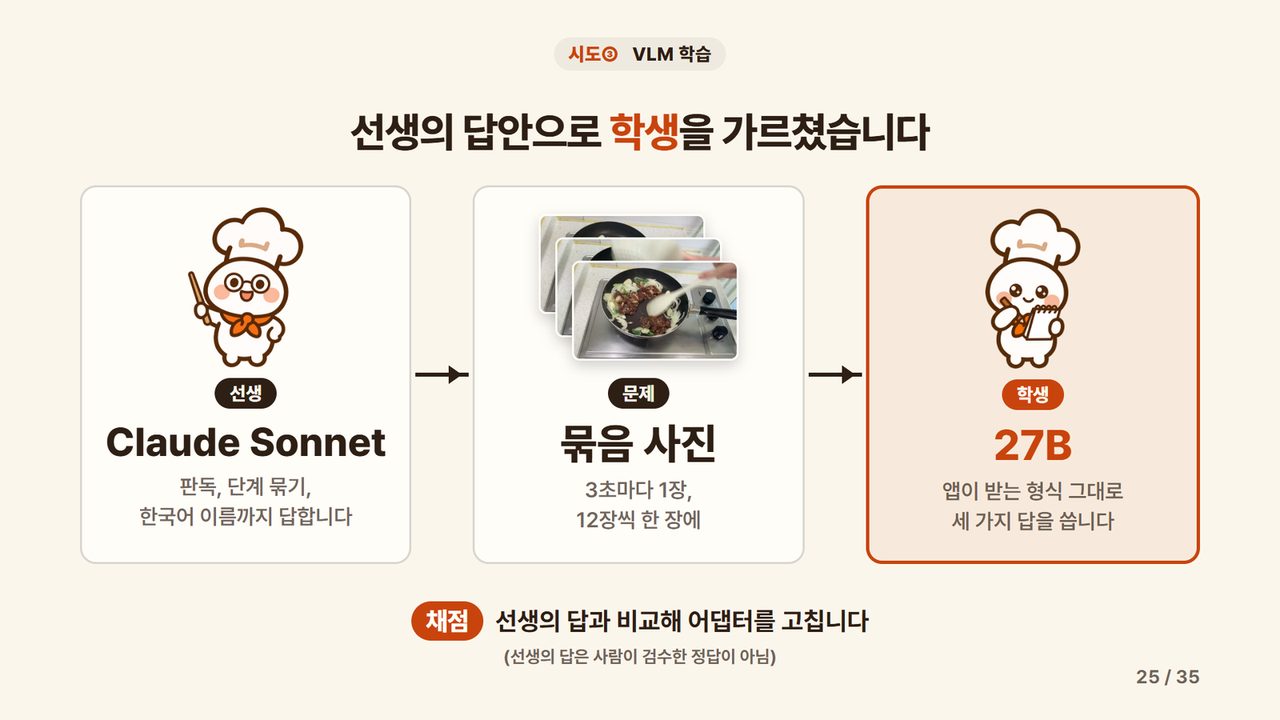 시도③ VLM 학습
선생의 답안으로 학생을 가르쳤습니다
선생
Claude Sonnet
판독, 단계 묶기,
한국어 이름까지 답합니다
문제
묶음 사진
3초마다 1장,
12장씩 한 장에
학생
27B
앱이 받는 형식 그대로
세 가지 답을 씁니다
채점 선생의 답과 비교해 어댑터를 고칩니다
(선생의 답은 사람이 검수한 정답이 아님)
25 / 35